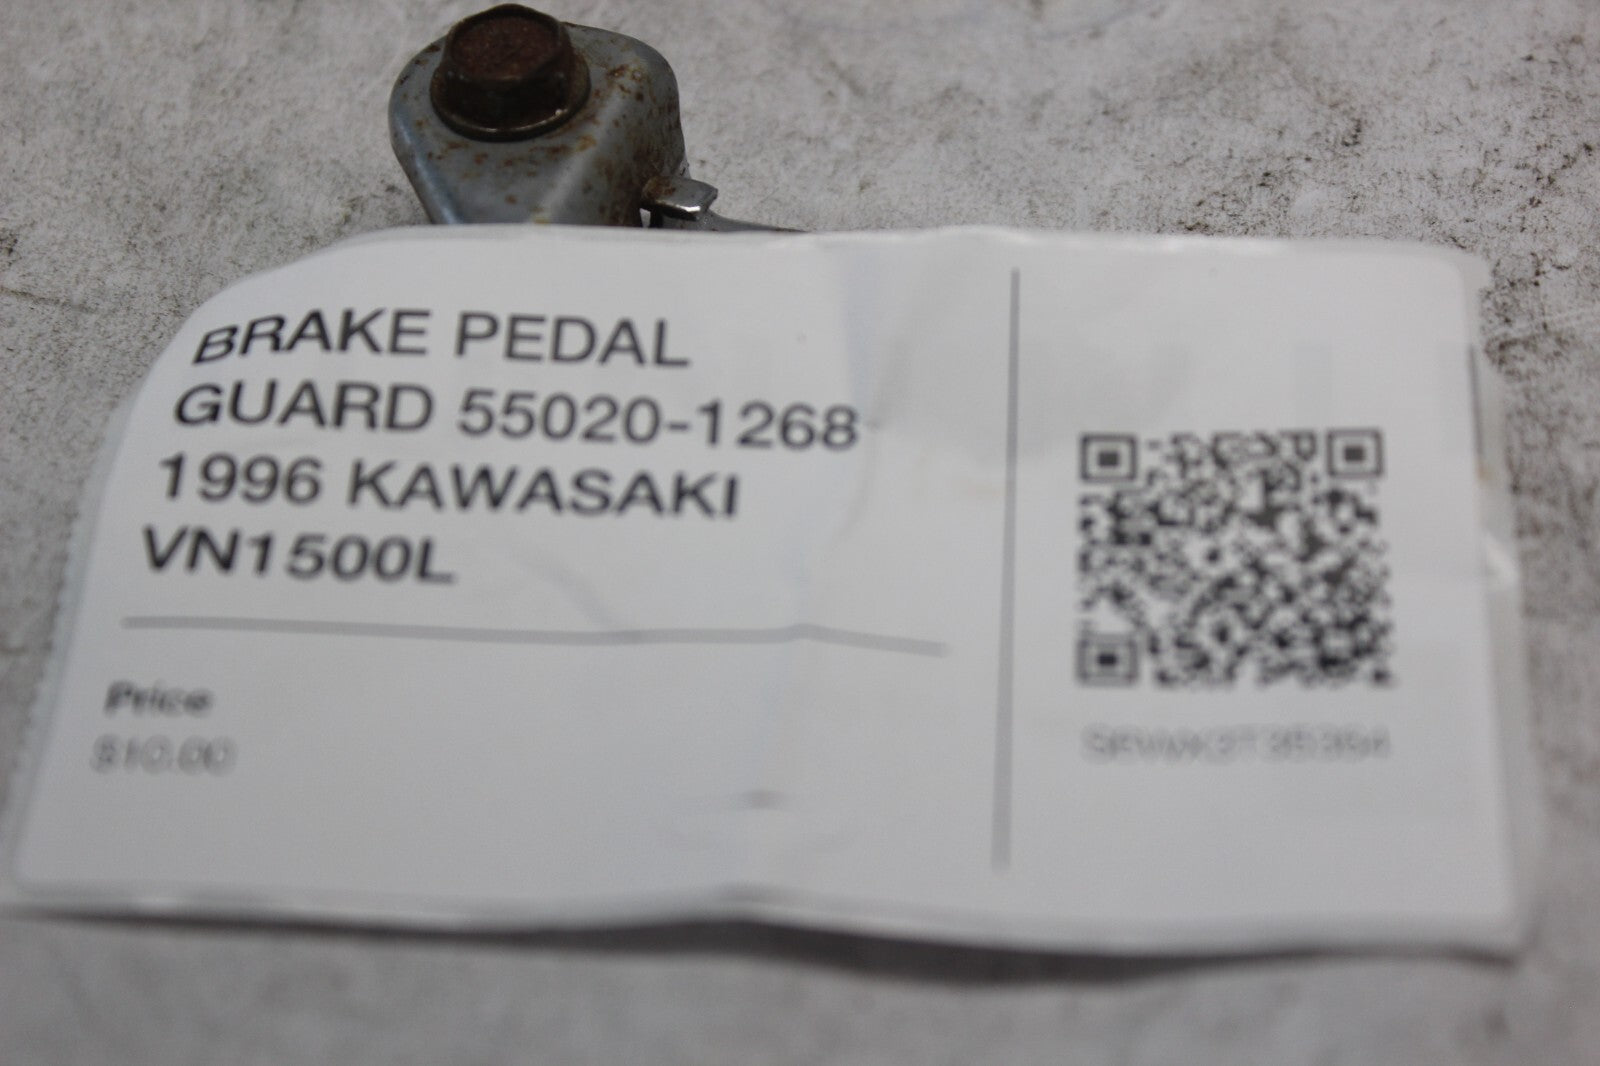 BRAKE PEDAL
GUARD 55020-1268
1996 KAWASAKI
VN1500L
Price
$10.00